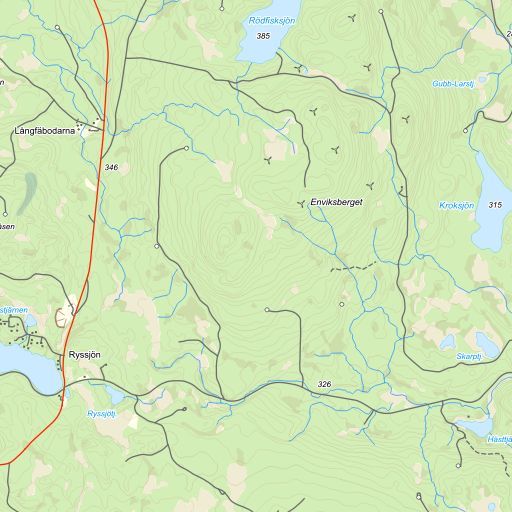 Rödfisksjön
385
Gubb-Larstj.
Långfäbodarna
346
Enviksberget
Kroksjön
315
Ryssjön
Skarptj.
326
Ryssjötj.